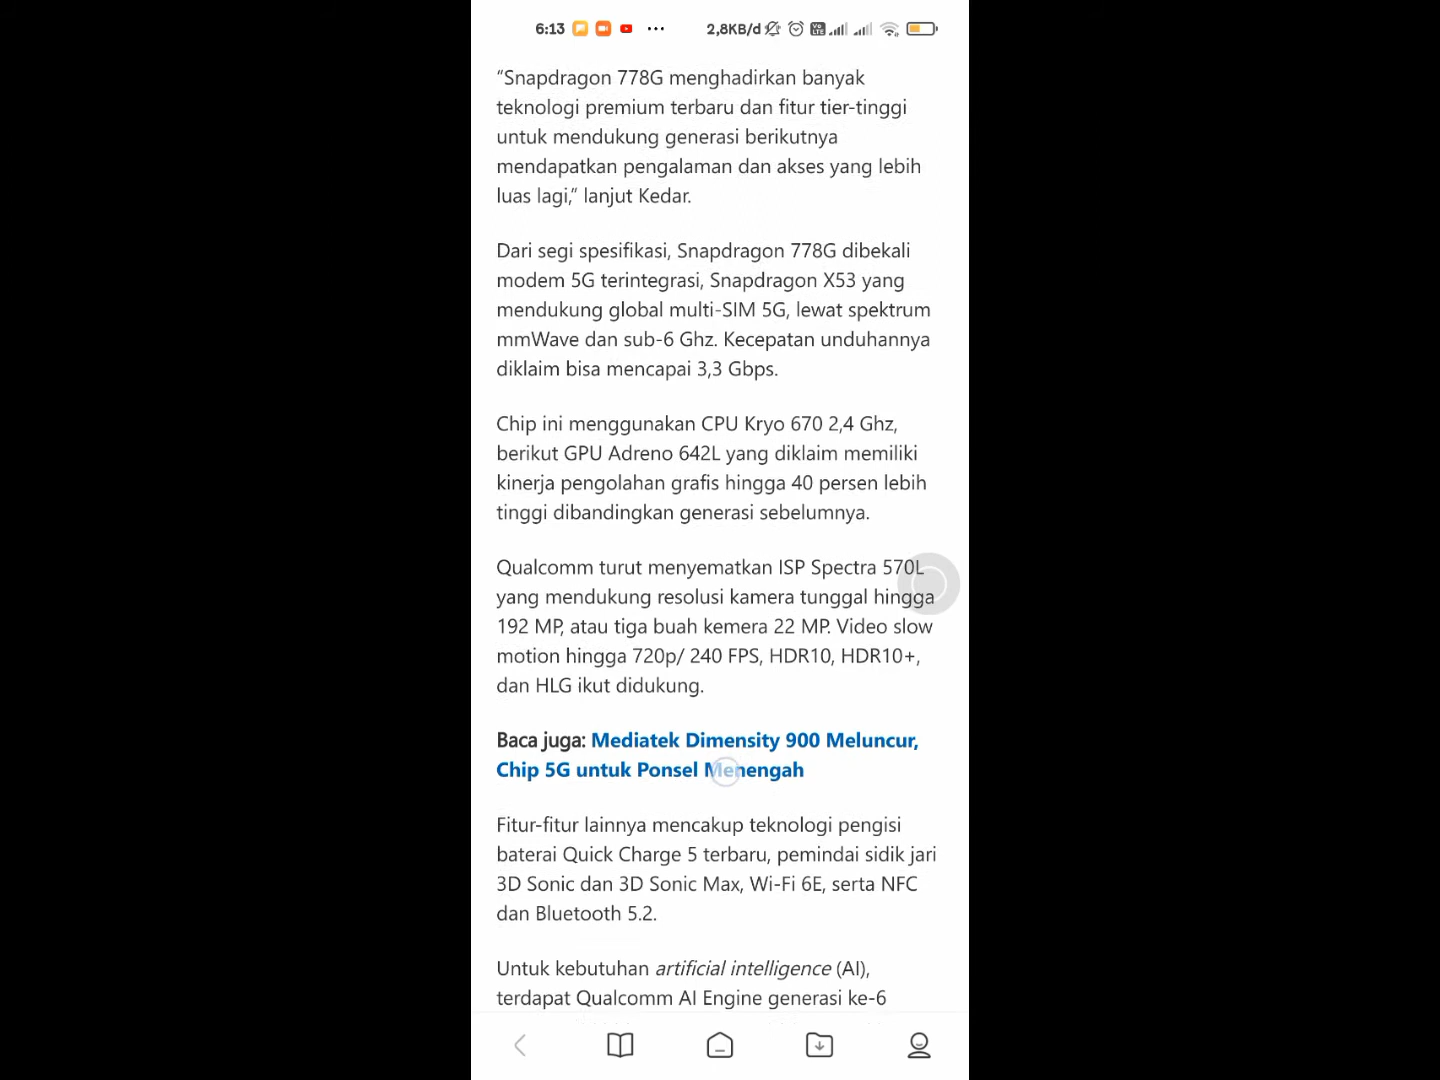 6:13 ... 2,8KB/d
“Snapdragon 778G menghadirkan banyak
teknologi premium terbaru dan fitur tier-tinggi
untuk mendukung generasi berikutnya
mendapatkan pengalaman dan akses yang lebih
luas lagi,” lanjut Kedar.
Dari segi spesifikasi, Snapdragon 778G dibekali
modem 5G terintegrasi, Snapdragon X53 yang
mendukung global multi-SIM 5G, lewat spektrum
mmWave dan sub-6 Ghz. Kecepatan unduhannya
diklaim bisa mencapai 3,3 Gbps.
Chip ini menggunakan CPU Kryo 670 2,4 Ghz,
berikut GPU Adreno 642L yang diklaim memiliki
kinerja pengolahan grafis hingga 40 persen lebih
tinggi dibandingkan generasi sebelumnya.
Qualcomm turut menyematkan ISP Spectra 570L
yang mendukung resolusi kamera tunggal hingga
192 MP, atau tiga buah kemera 22 MP. Video slow
motion hingga 720p/ 240 FPS, HDR10, HDR10+,
dan HLG ikut didukung.
Baca juga: Mediatek Dimensity 900 Meluncur,
Chip 5G untuk Ponsel Menengah
Fitur-fitur lainnya mencakup teknologi pengisi
baterai Quick Charge 5 terbaru, pemindai sidik jari
3D Sonic dan 3D Sonic Max, Wi-Fi 6E, serta NFC
dan Bluetooth 5.2.
Untuk kebutuhan artificial intelligence (AI),
terdapat Qualcomm AI Engine generasi ke-6